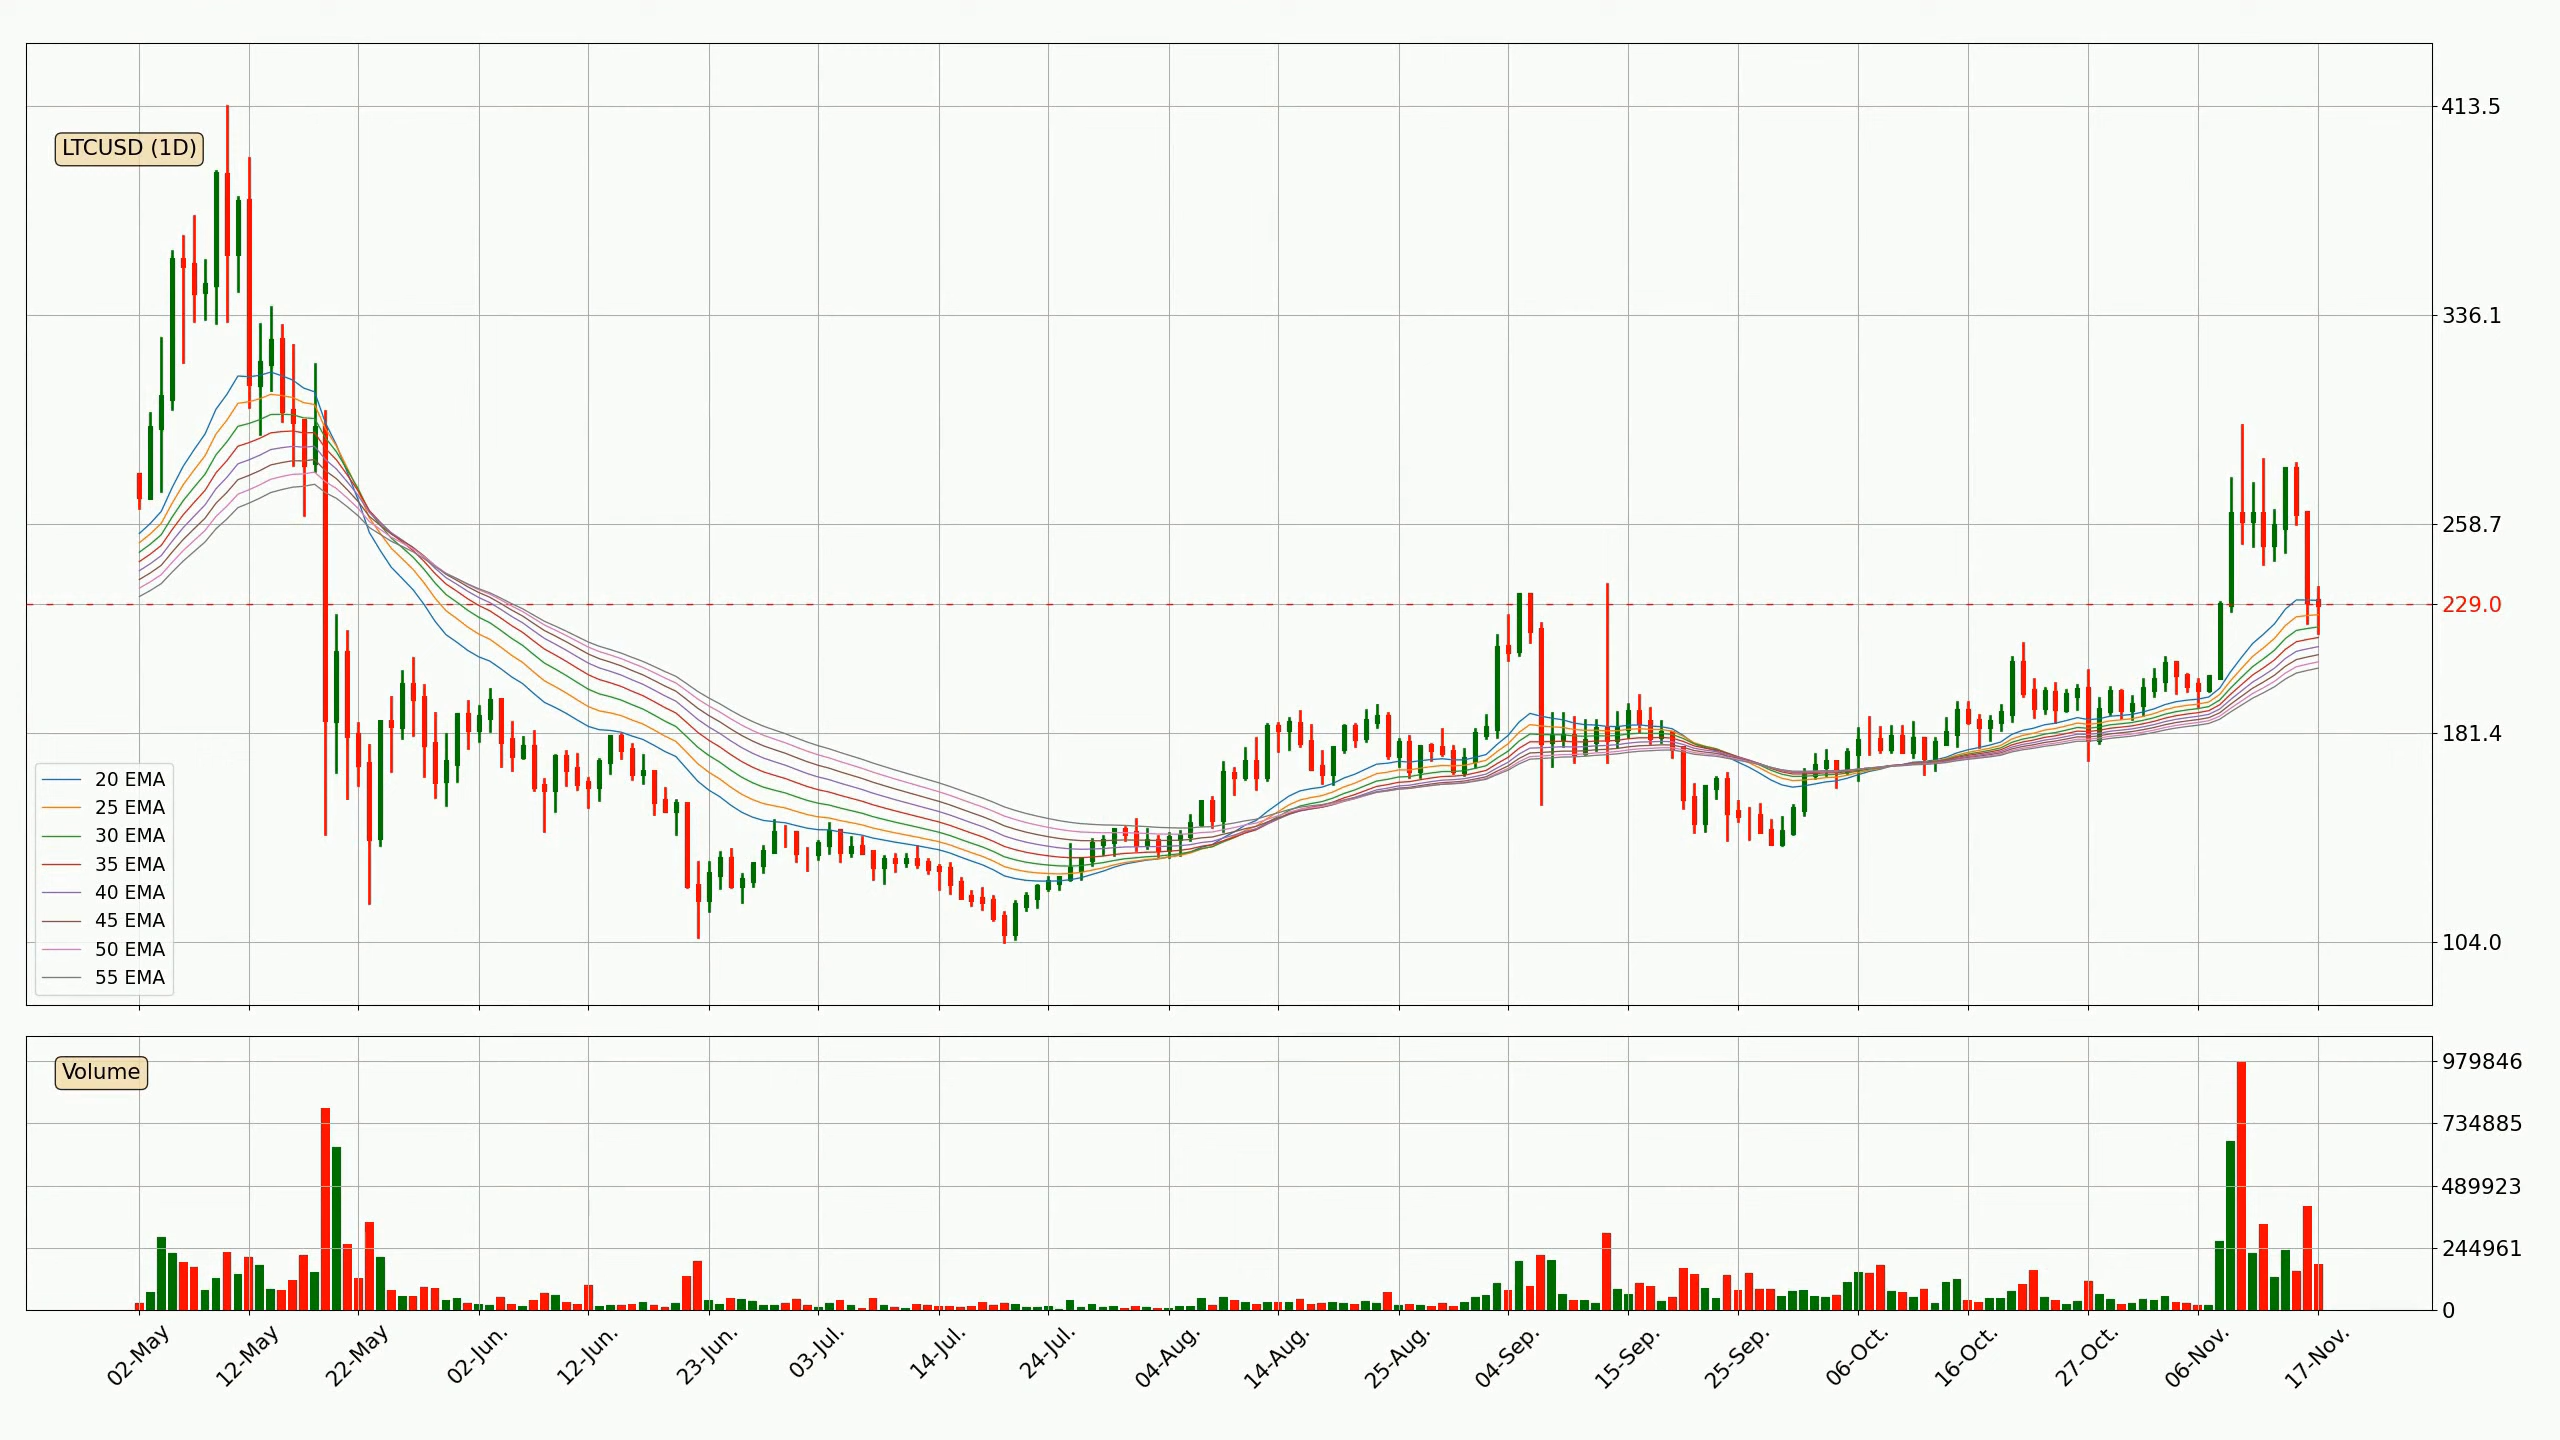 LTCUSD (1D)
413.5
336.1
258.7
229.0
181.4
104.0
20 EMA
25 EMA
30 EMA
35 EMA
40 EMA
45 EMA
50 EMA
55 EMA
Volume
979846
734885
489923
244961
0
02-May
12-May
22-May
02-Jun.
12-Jun.
23-Jun.
03-Jul.
14-Jul.
24-Jul.
04-Aug.
14-Aug.
25-Aug.
04-Sep.
15-Sep.
25-Sep.
06-Oct.
16-Oct.
27-Oct.
06-Nov.
17-Nov.